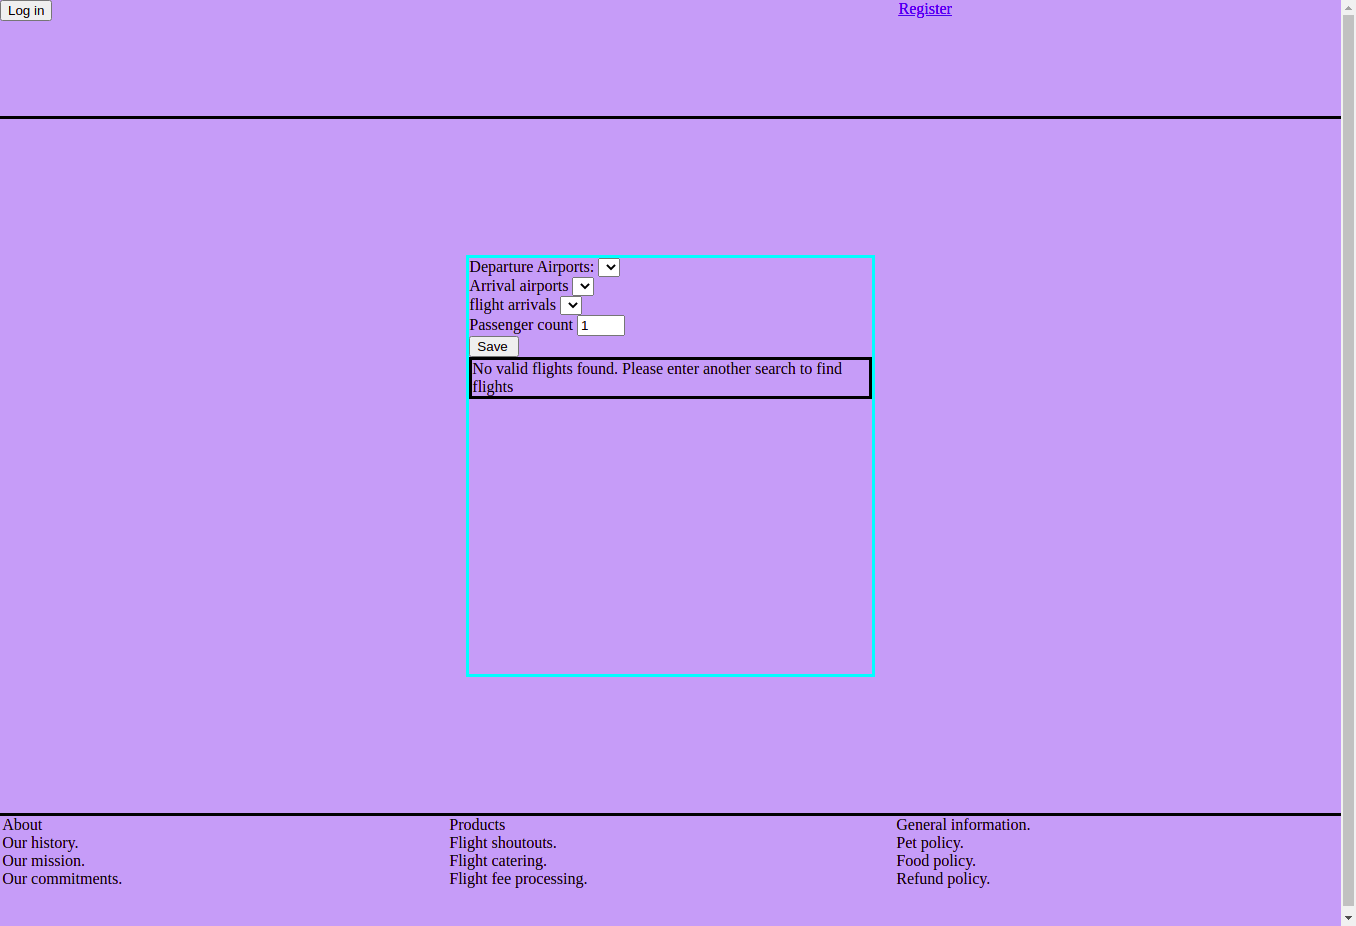 Log in
Register
Departure Airports:
Arrival airports
flight arrivals
Passenger count 1
Save
No valid flights found. Please enter another search to find
flights
About
Our history.
Our mission.
Our commitments.
Products
Flight shoutouts.
Flight catering.
Flight fee processing.
General information.
Pet policy.
Food policy.
Refund policy.